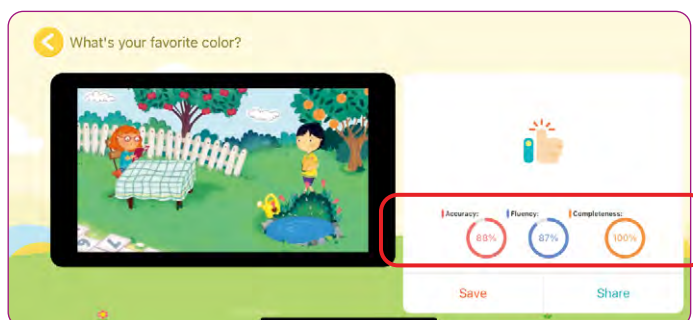 What's your favorite color?
Accuracy: Fluency: Completeness:
88% 87% 100%
Save Share